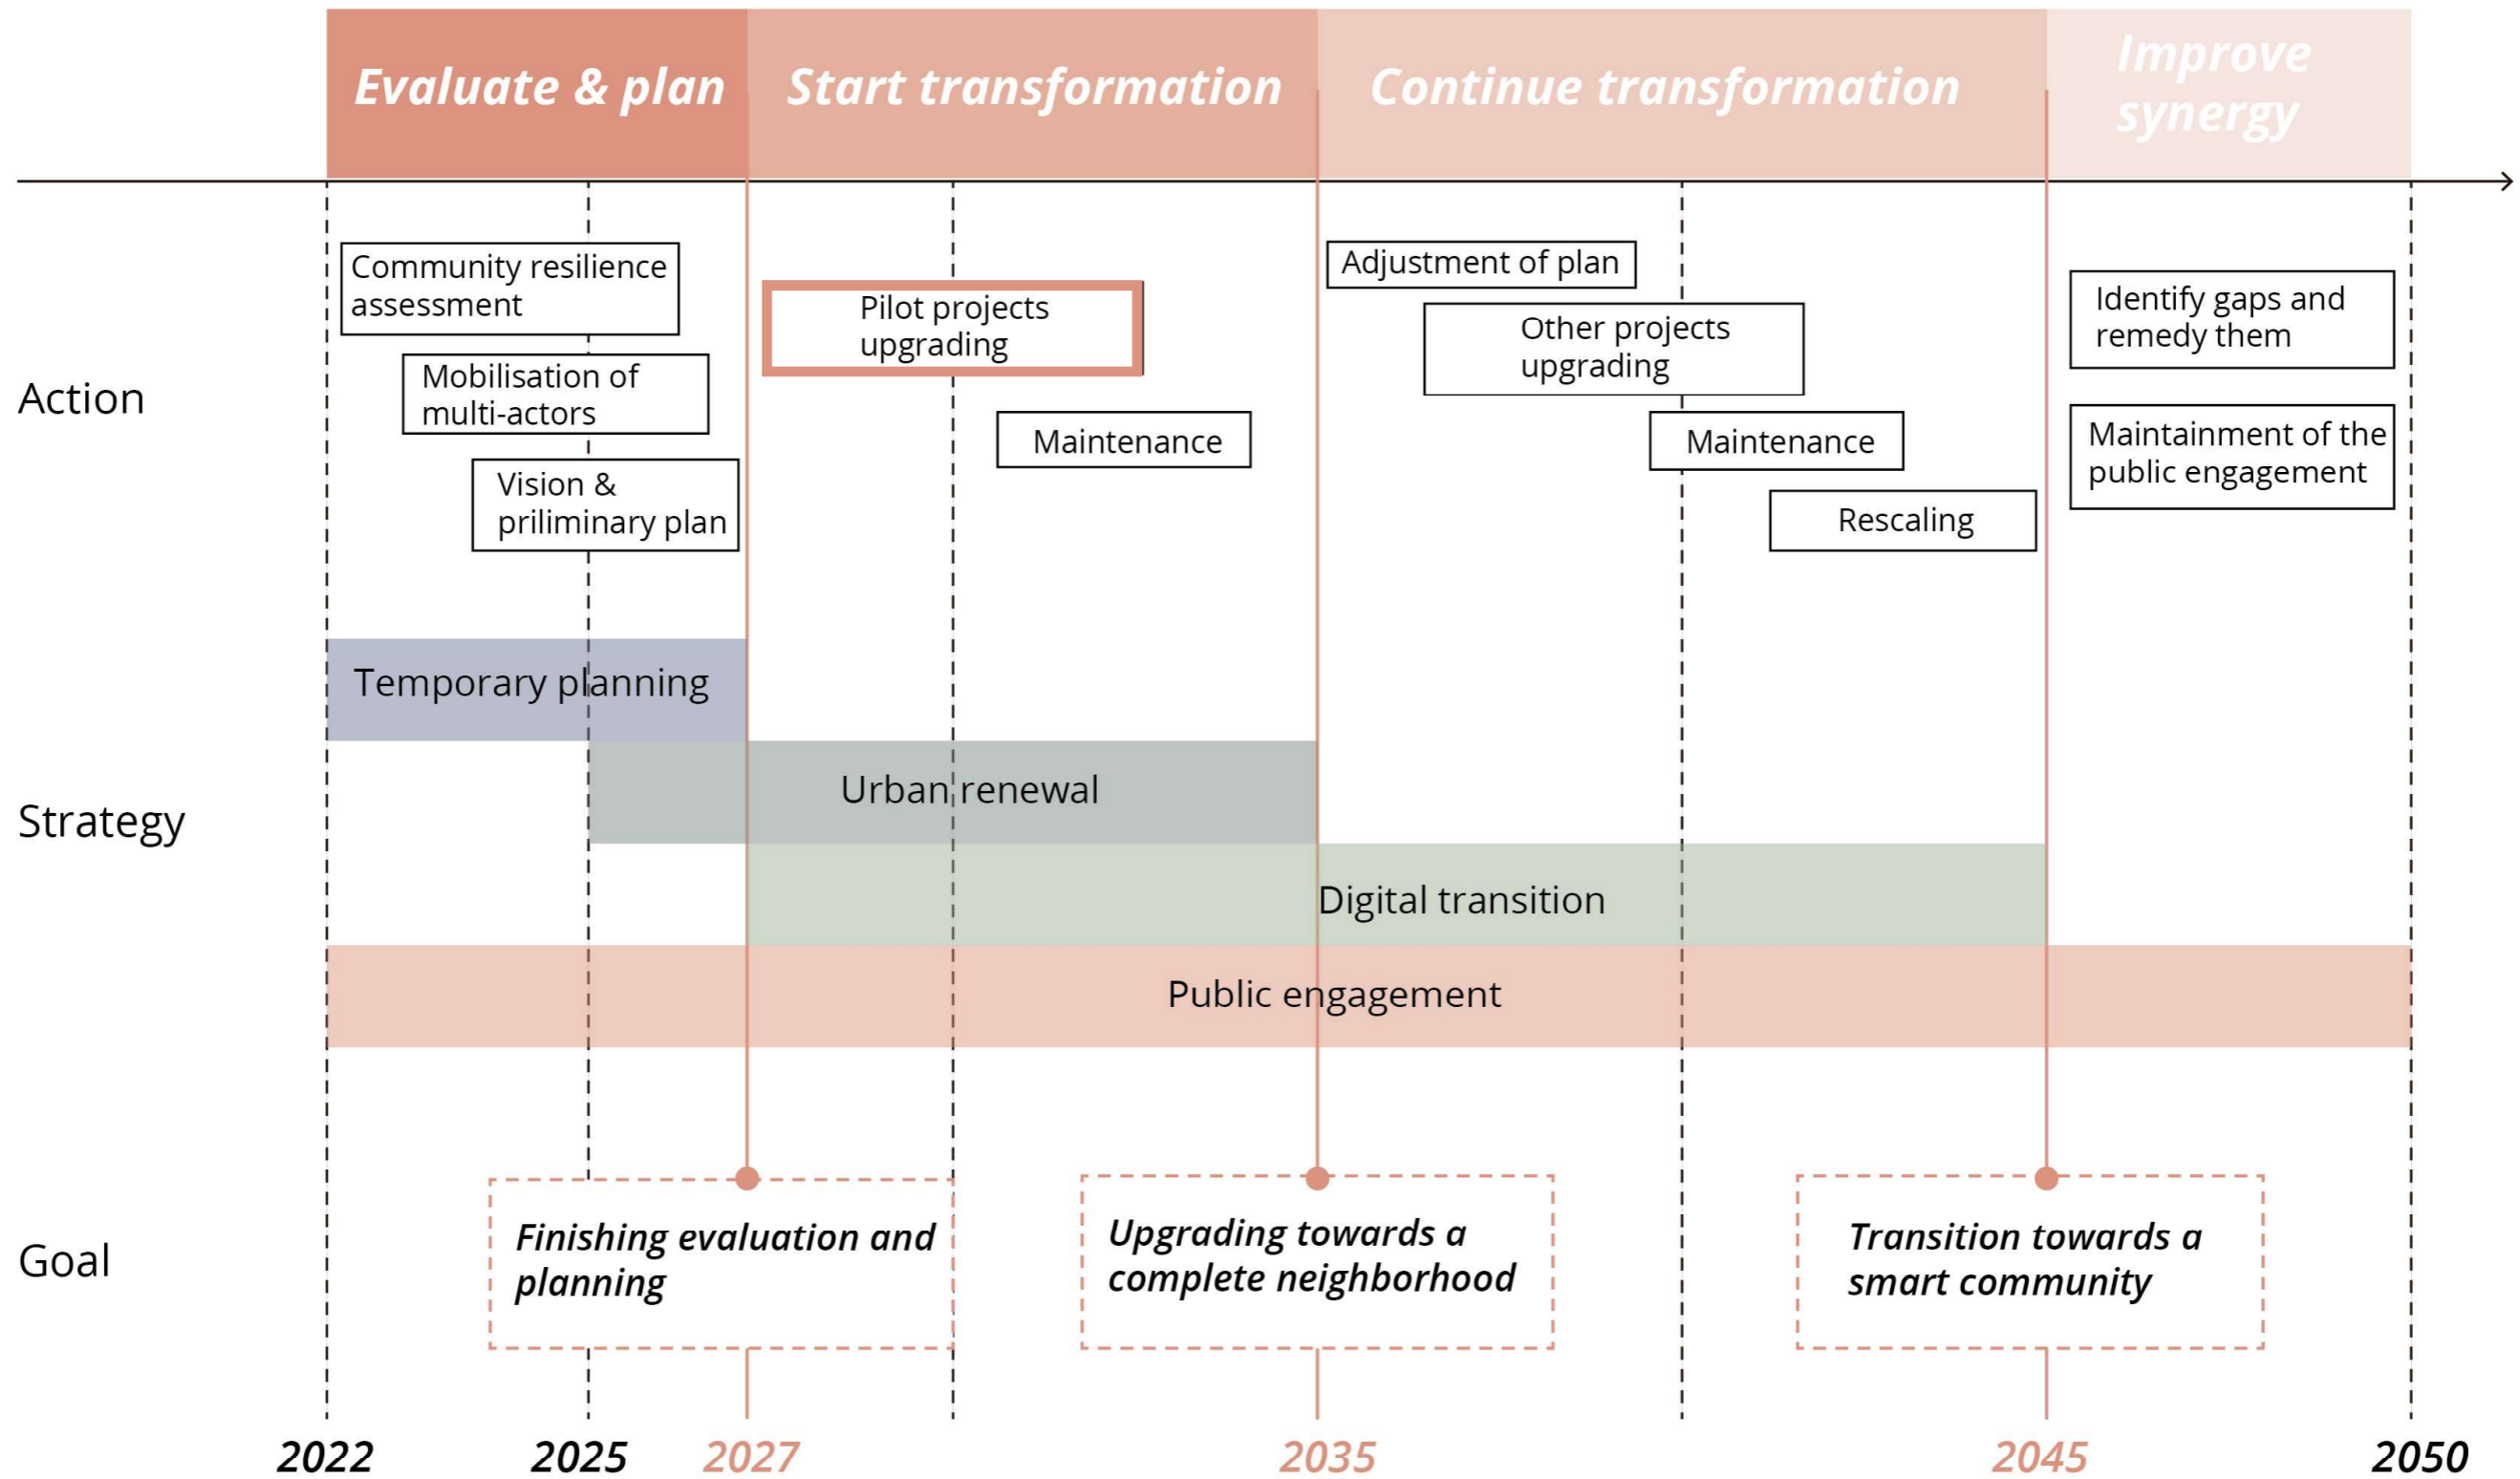 Evaluate & plan
Start transformation
Continue transformation
Improve
synergy
Action
Community resilience
assessment
Mobilisation of
multi-actors
Vision &
priliminary plan
Pilot projects
upgrading
Maintenance
Adjustment of plan
Other projects
upgrading
Maintenance
Rescaling
Identify gaps and
remedy them
Maintainment of the
public engagement
Strategy
Temporary planning
Urban renewal
Digital transition
Public engagement
Goal
Finishing evaluation and
planning
Upgrading towards a
complete neighborhood
Transition towards a
smart community
2022
2025
2027
2035
2045
2050